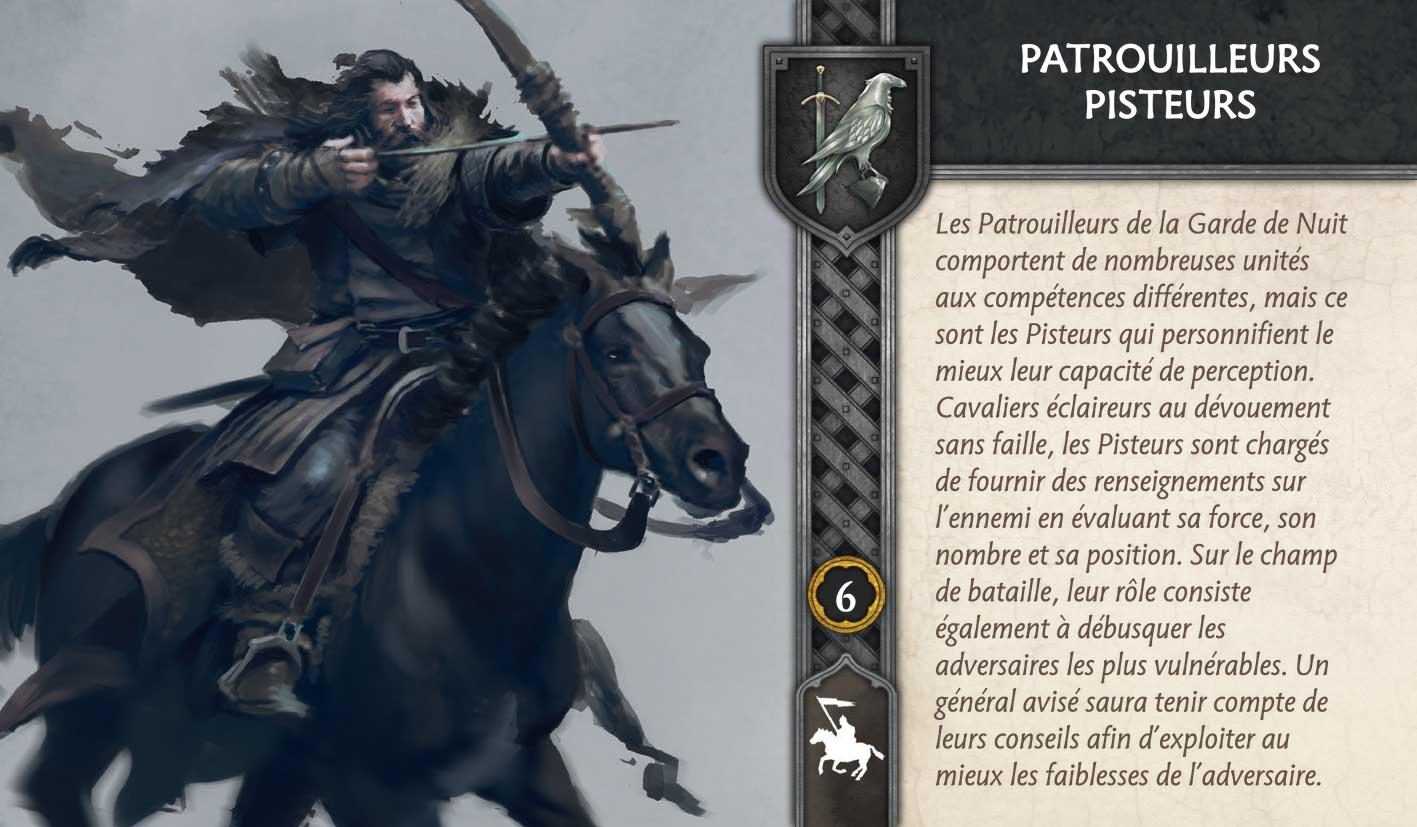 PATROUILLEURS
PISTEURS
Les Patrouilleurs de la Garde de Nuit
comportent de nombreuses unités
aux compétences différentes, mais ce
sont les Pisteurs qui personnifient le
mieux leur capacité de perception.
Cavaliers éclaireurs au dévouement
sans faille, les Pisteurs sont chargés
de fournir des renseignements sur
l'ennemi en évaluant sa force, son
nombre et sa position. Sur le champ
de bataille, leur rôle consiste
également à débusquer les
adversaires les plus vulnérables. Un
général avisé saura tenir compte de
leurs conseils afin d'exploiter au
mieux les faiblesses de l'adversaire.
6